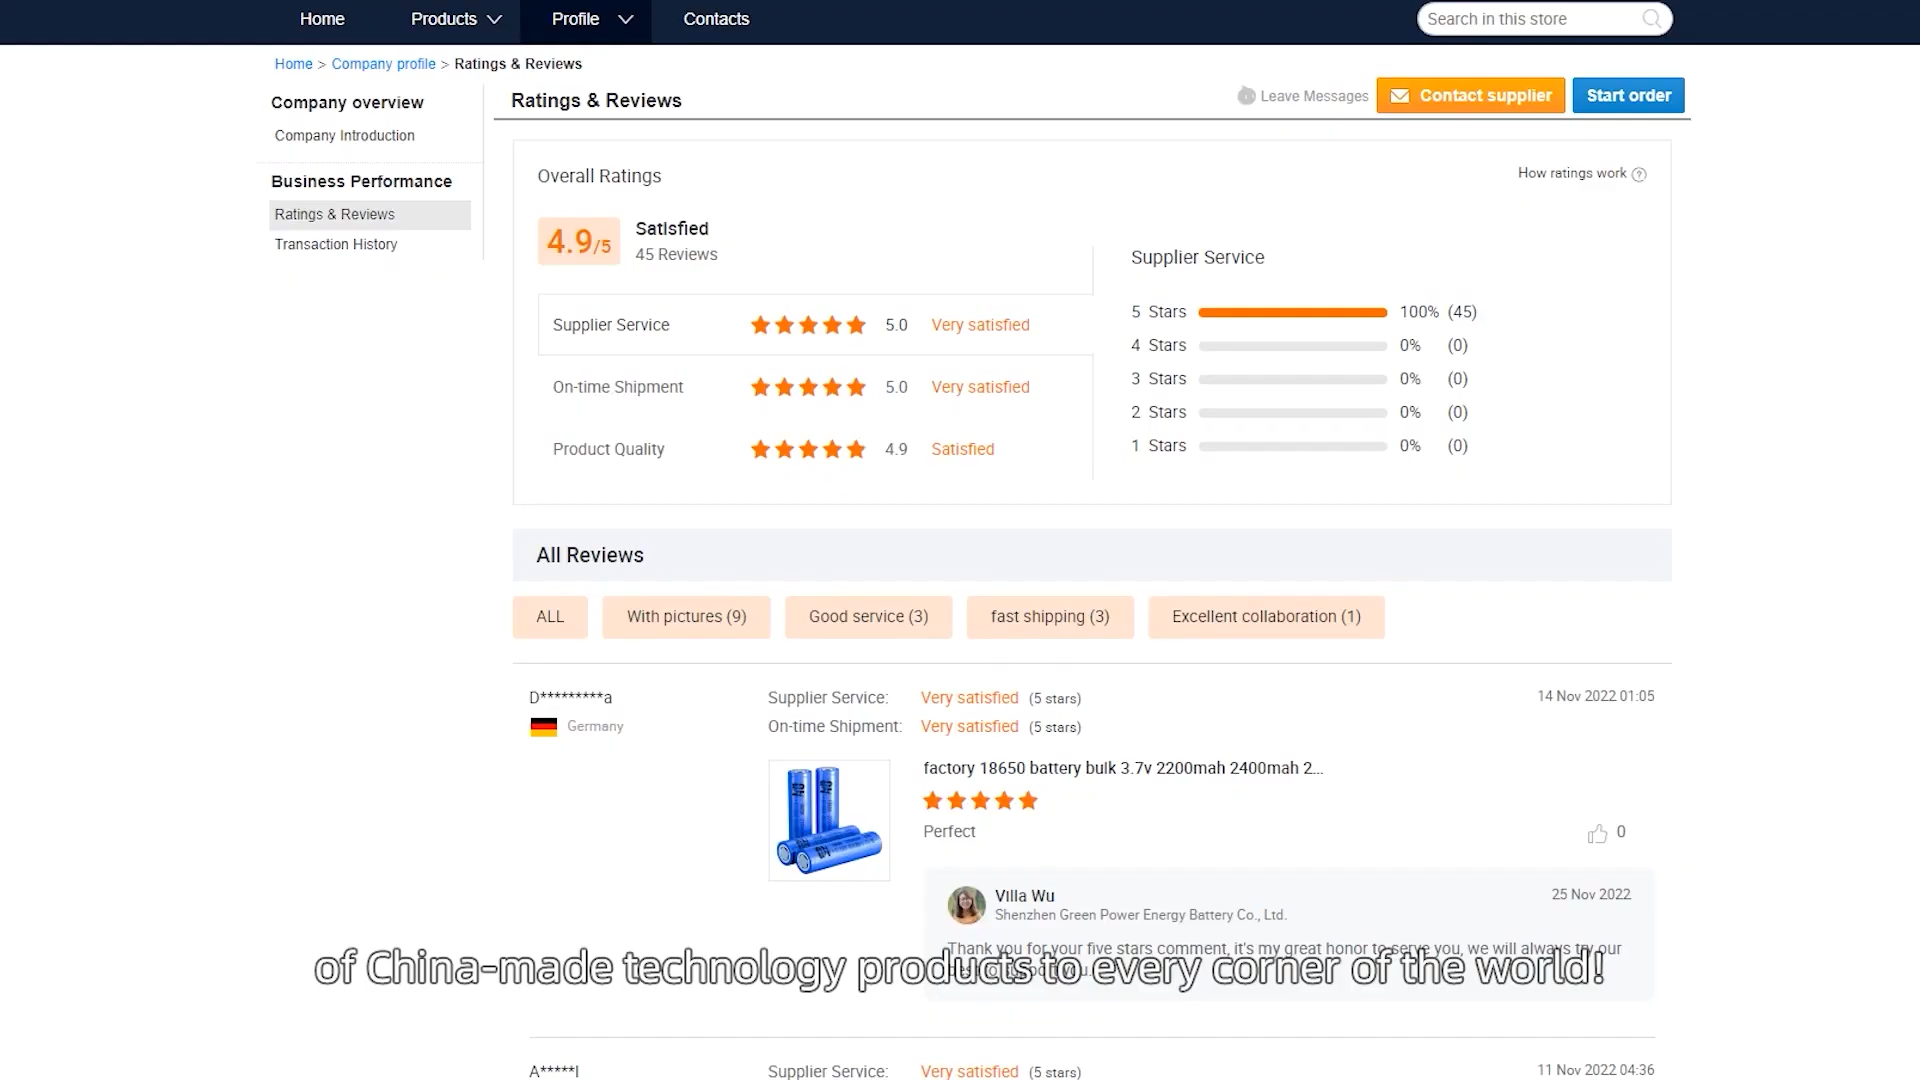 Home Products Profile Contacts Search in this store
Home > Company profile > Ratings & Reviews
Company overview
Company Introduction
Business Performance
Ratings & Reviews
Transaction History
Ratings & Reviews
Leave Messages Contact supplier Start order
Overall Ratings
How ratings work ?
4.9/5
Satisfied
45 Reviews
Supplier Service 5.0 Very satisfied
On-time Shipment 5.0 Very satisfied
Product Quality 4.9 Satisfied
Supplier Service
5 Stars 100% (45)
4 Stars 0% (0)
3 Stars 0% (0)
2 Stars 0% (0)
1 Stars 0% (0)
All Reviews
ALL With pictures (9) Good service (3) fast shipping (3) Excellent collaboration (1)
D*********a
Germany
Supplier Service: Very satisfied (5 stars)
On-time Shipment: Very satisfied (5 stars)
14 Nov 2022 01:05
factory 18650 battery bulk 3.7v 2200mah 2400mah 2...
Perfect
0
Villa Wu
25 Nov 2022
Shenzhen Green Power Energy Battery Co., Ltd.
Thank you for your five stars comment, it's my great honor to serve you, we will always try our
best to support you.
of China-made technology products to every corner of the world!
A*****l
Supplier Service: Very satisfied (5 stars)
11 Nov 2022 04:36